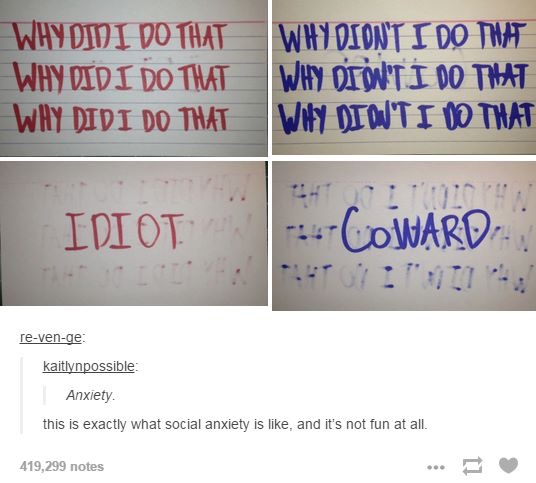 WHY DID I DO THAT
WHY DID I DO THAT
WHY DID I DO THAT
WHY DIDN'T I DO THAT
WHY DIDN'T I DO THAT
WHY DIDN'T I DO THAT
IDIOT
COWARD
re-ven-ge:
kaitlynpossible:
Anxiety.
this is exactly what social anxiety is like, and it's not fun at all.
419,299 notes